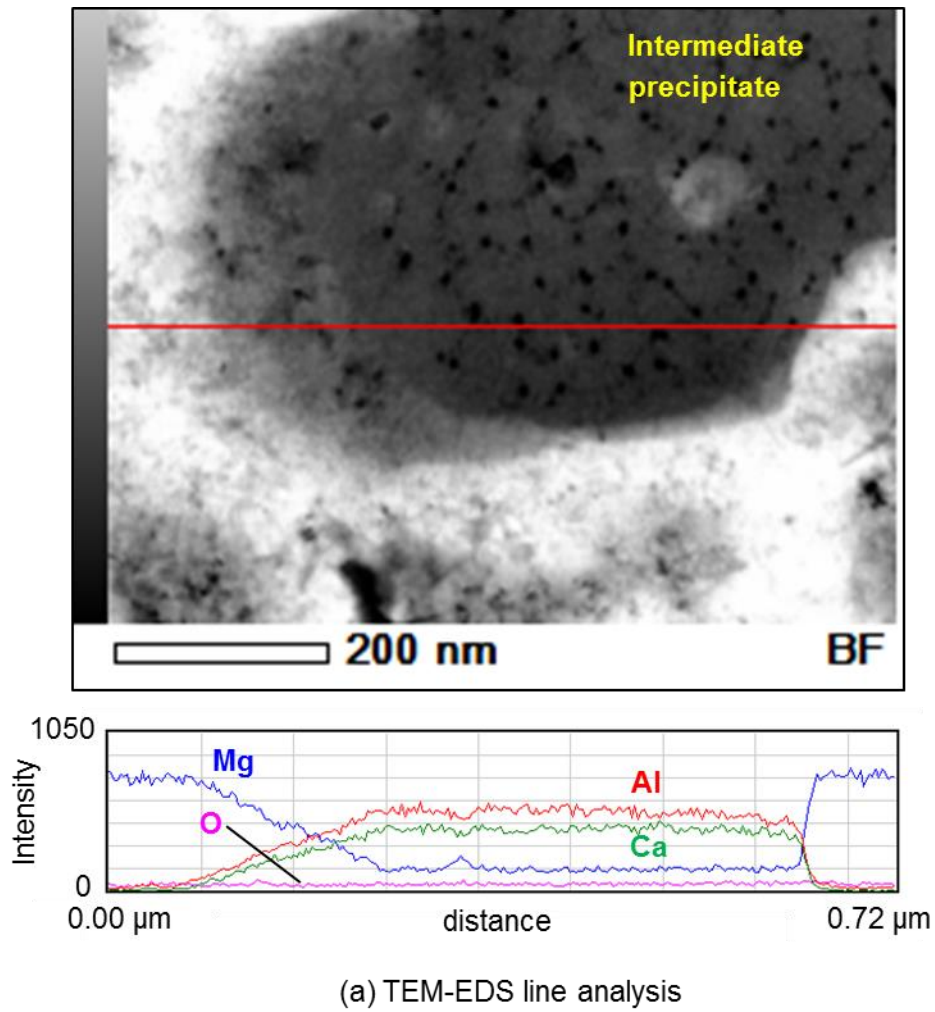 Intermediate
precipitate
200 nm
BF
1050
Mg
Al
O
Ca
Intensity
0
0.00 µm
distance
0.72 µm
(a) TEM-EDS line analysis